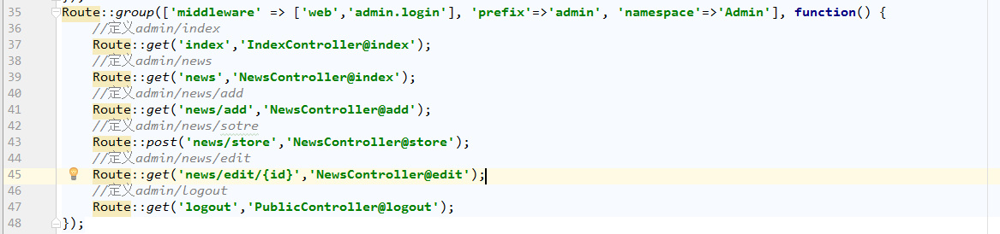 35 Route::group(['middleware' => ['web','admin.login'], 'prefix'=>'admin', 'namespace'=>'Admin'], function() {
36 //定义admin/index
37 Route::get('index','IndexController@index');
38 //定义admin/news
39 Route::get('news','NewsController@index');
40 //定义admin/news/add
41 Route::get('news/add','NewsController@add');
42 //定义admin/news/sotre
43 Route::post('news/store','NewsController@store');
44 //定义admin/news/edit
45 Route::get('news/edit/{id}','NewsController@edit');
46 //定义admin/logout
47 Route::get('logout','PublicController@logout');
48 });